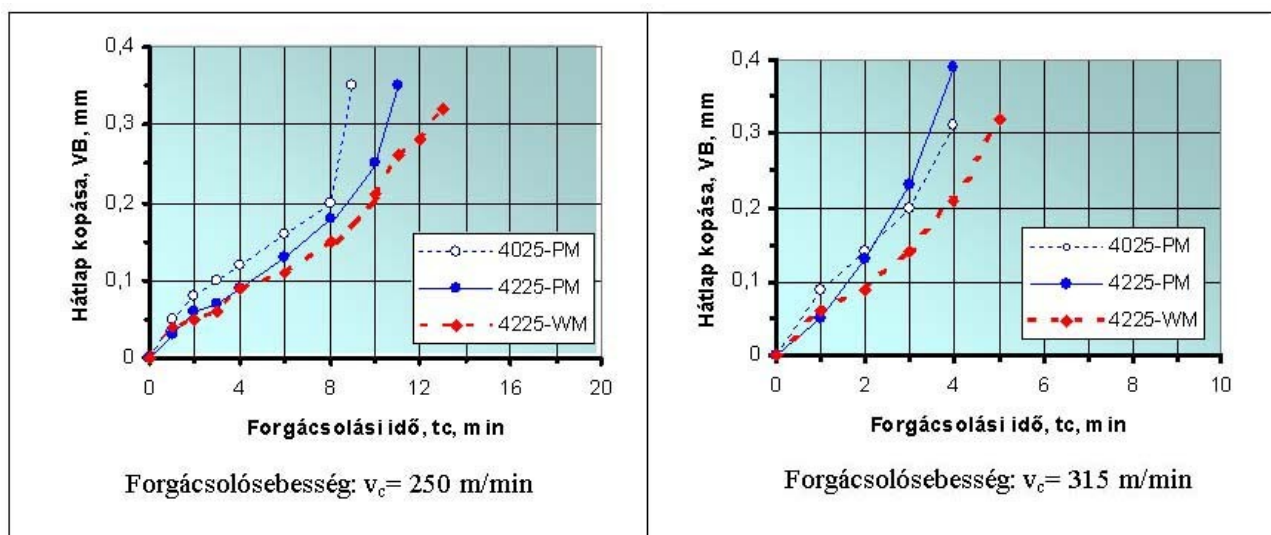 0,4
0,3
0,2
0,1
0
Hátlap kopása, VB, mm
4025-PM
4225-PM
4225-WM
0 4 8 12 16 20
Forgácsolási idő, tc, min
Forgácsolósebesség: vc= 250 m/min
0,4
0,3
0,2
0,1
0
Hátlap kopása, VB, mm
4025-PM
4225-PM
4225-WM
0 2 4 6 8 10
Forgácsolási idő, tc, min
Forgácsolósebesség: vc= 315 m/min